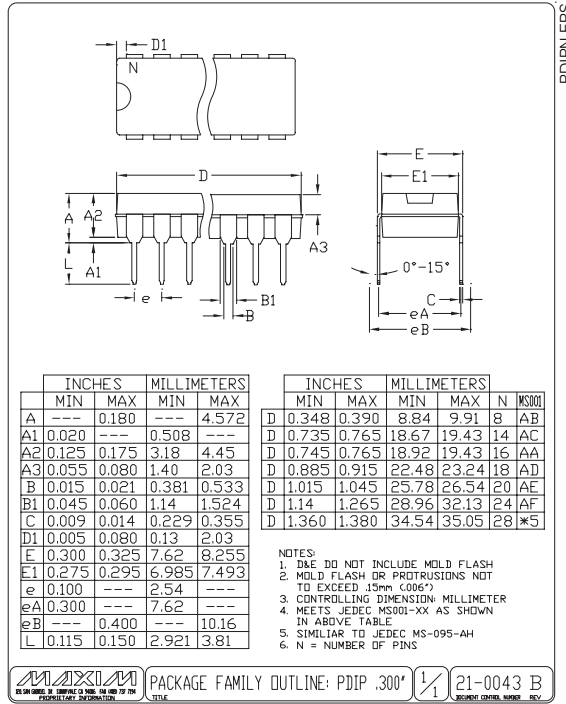 PDIPN.EPS
D1
N
D
E
E1
A
A2
A3
L
A1
0°-15°
e
B1
B
C
eA
eB
INCHES MILLIMETERS
MIN MAX MIN MAX
A --- 0.180 --- 4.572
A1 0.020 --- 0.508 ---
A2 0.125 0.175 3.18 4.45
A3 0.055 0.080 1.40 2.03
B 0.015 0.021 0.381 0.533
B1 0.045 0.060 1.14 1.524
C 0.009 0.014 0.229 0.355
D1 0.005 0.080 0.13 2.03
E 0.300 0.325 7.62 8.255
E1 0.275 0.295 6.985 7.493
e 0.100 --- 2.54 ---
eA 0.300 --- 7.62 ---
eB --- 0.400 --- 10.16
L 0.115 0.150 2.921 3.81
INCHES MILLIMETERS
MIN MAX MIN MAX N MS001
D 0.348 0.390 8.84 9.91 8 AB
D 0.735 0.765 18.67 19.43 14 AC
D 0.745 0.765 18.92 19.43 16 AA
D 0.885 0.915 22.48 23.24 18 AD
D 1.015 1.045 25.78 26.54 20 AE
D 1.14 1.265 28.96 32.13 24 AF
D 1.360 1.380 34.54 35.05 28 *5
NOTES:
1. D&E DO NOT INCLUDE MOLD FLASH
2. MOLD FLASH OR PROTRUSIONS NOT
TO EXCEED .15mm (.006")
3. CONTROLLING DIMENSION: MILLIMETER
4. MEETS JEDEC MS001-XX AS SHOWN
IN ABOVE TABLE
5. SIMILIAR TO JEDEC MS-095-AH
6. N = NUMBER OF PINS
MAXIM
PROPRIETARY INFORMATION
PACKAGE FAMILY OUTLINE: PDIP .300"
TITLE
1/1
21-0043 B
DOCUMENT CONTROL NUMBER REV